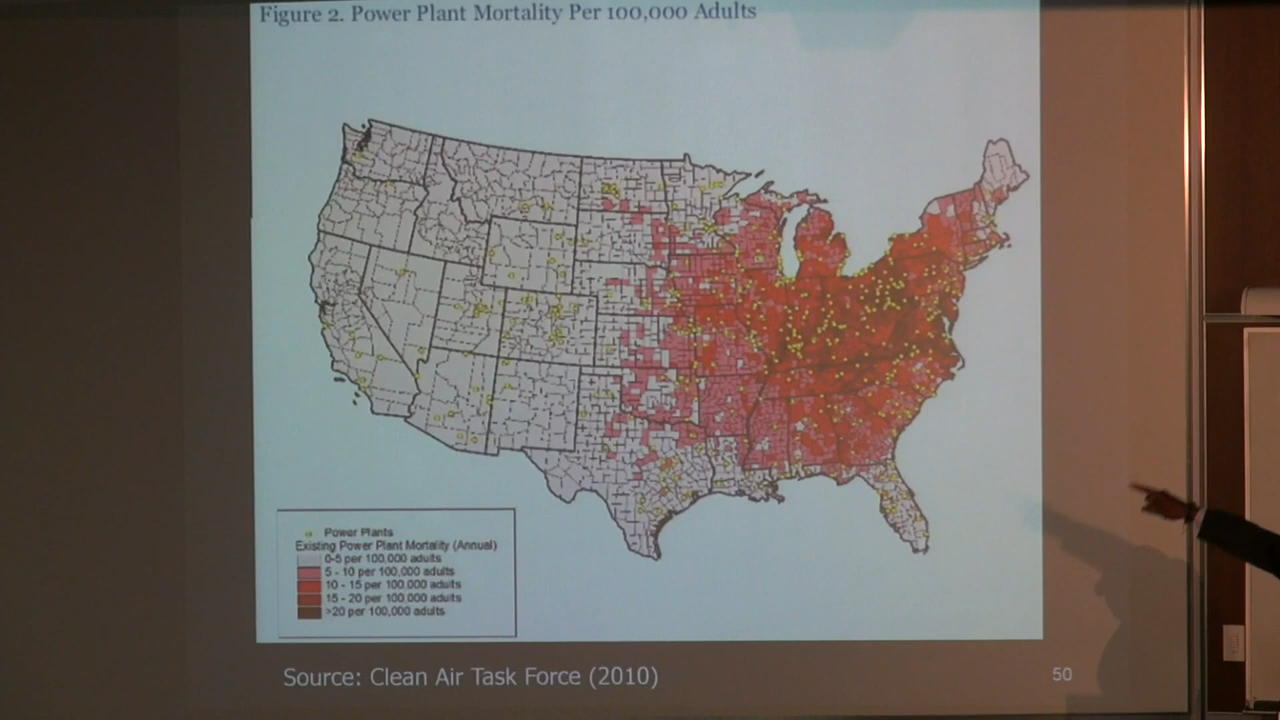 Figure 2. Power Plant Mortality Per 100,000 Adults
Power Plants
Existing Power Plant Mortality (Annual)
0-5 per 100,000 adults
5 - 10 per 100,000 adults
10 - 15 per 100,000 adults
15 - 20 per 100,000 adults
>20 per 100,000 adults
Source: Clean Air Task Force (2010)
50